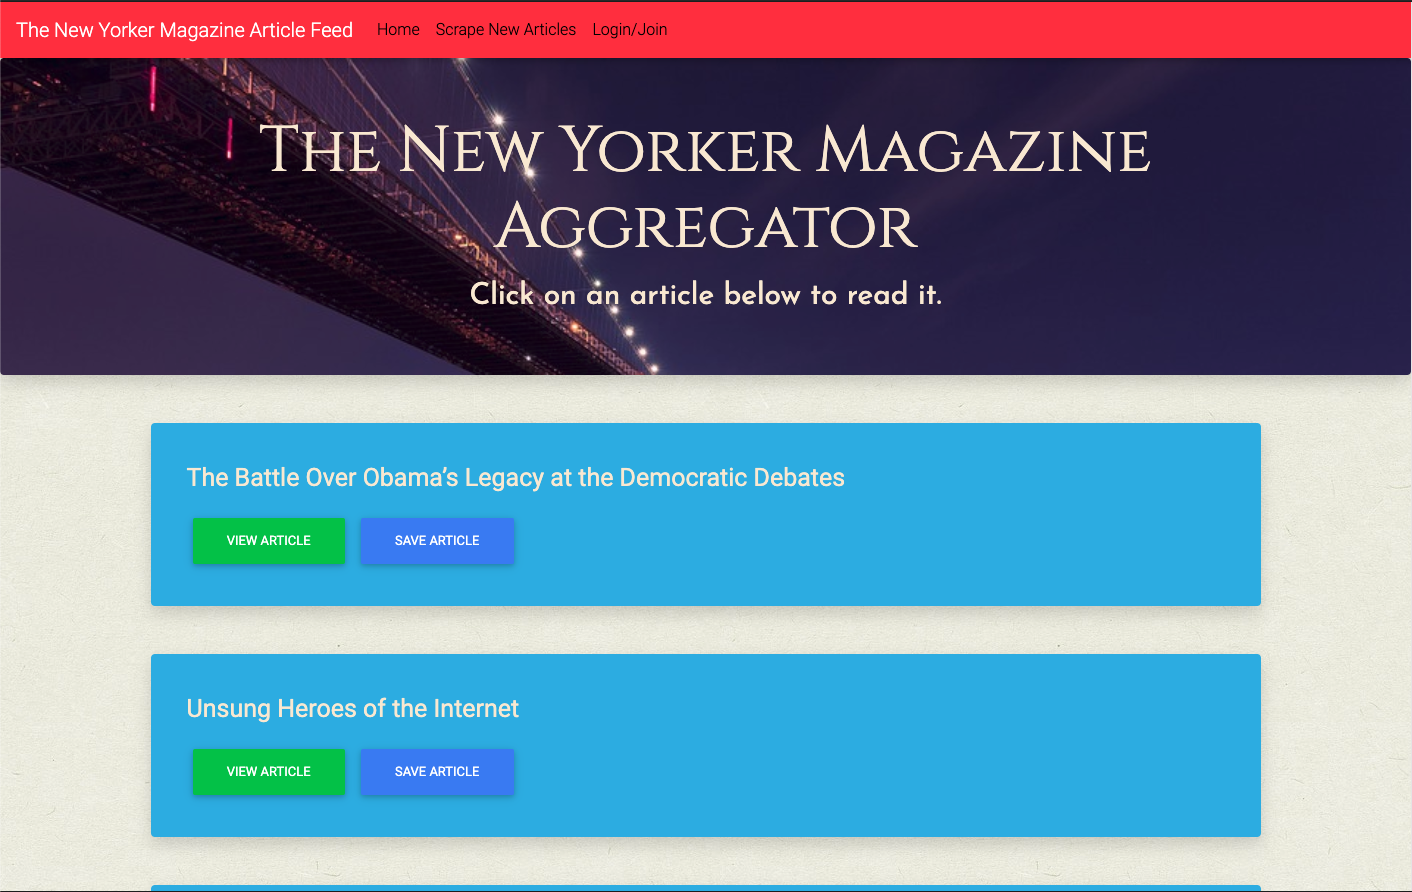 The New Yorker Magazine Article Feed Home Scrape New Articles Login/Join
The New Yorker Magazine
Aggregator
Click on an article below to read it.
The Battle Over Obama’s Legacy at the Democratic Debates
VIEW ARTICLE SAVE ARTICLE
Unsung Heroes of the Internet
VIEW ARTICLE SAVE ARTICLE